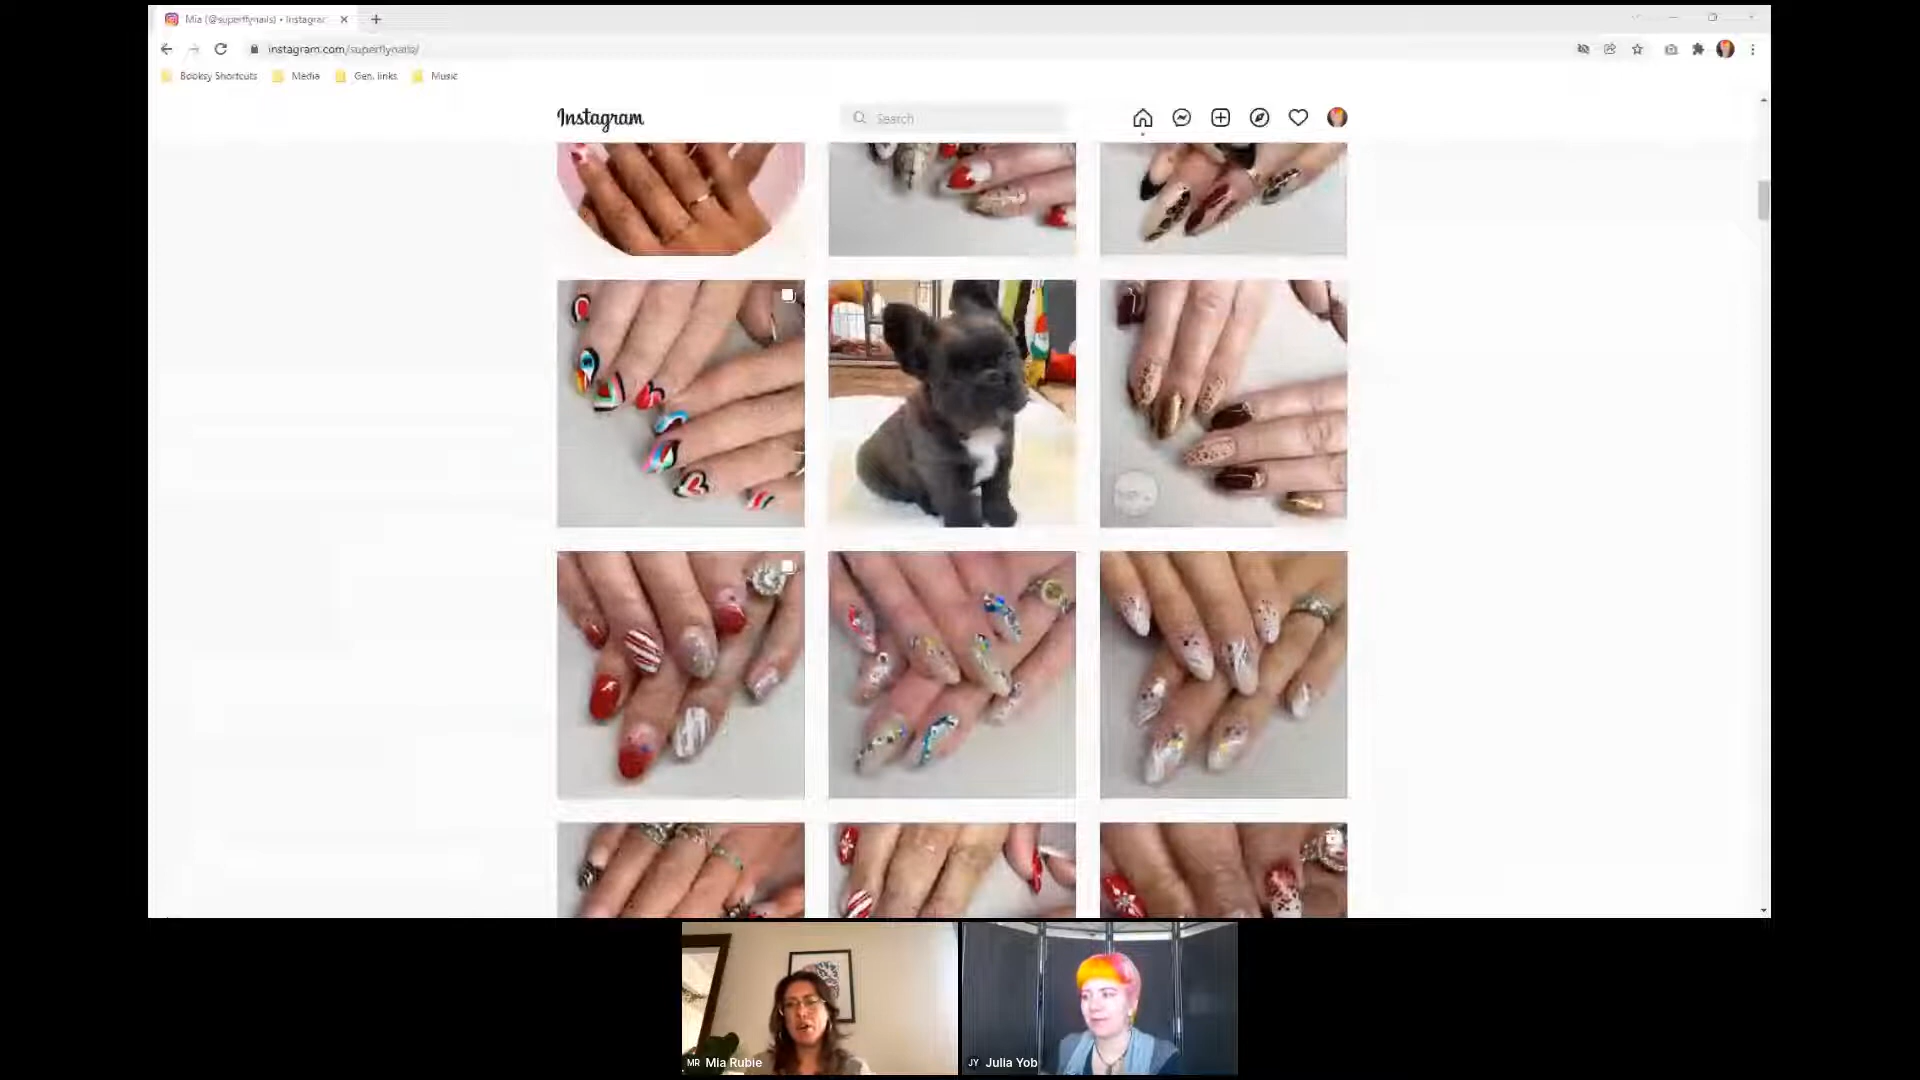 Mia (@superflynails) • Instagram
instagram.com/superflynails/
Booksy Shortcuts Media Gen. links Music
Instagram
Search
MR Mia Rubie
JY Julia Yob